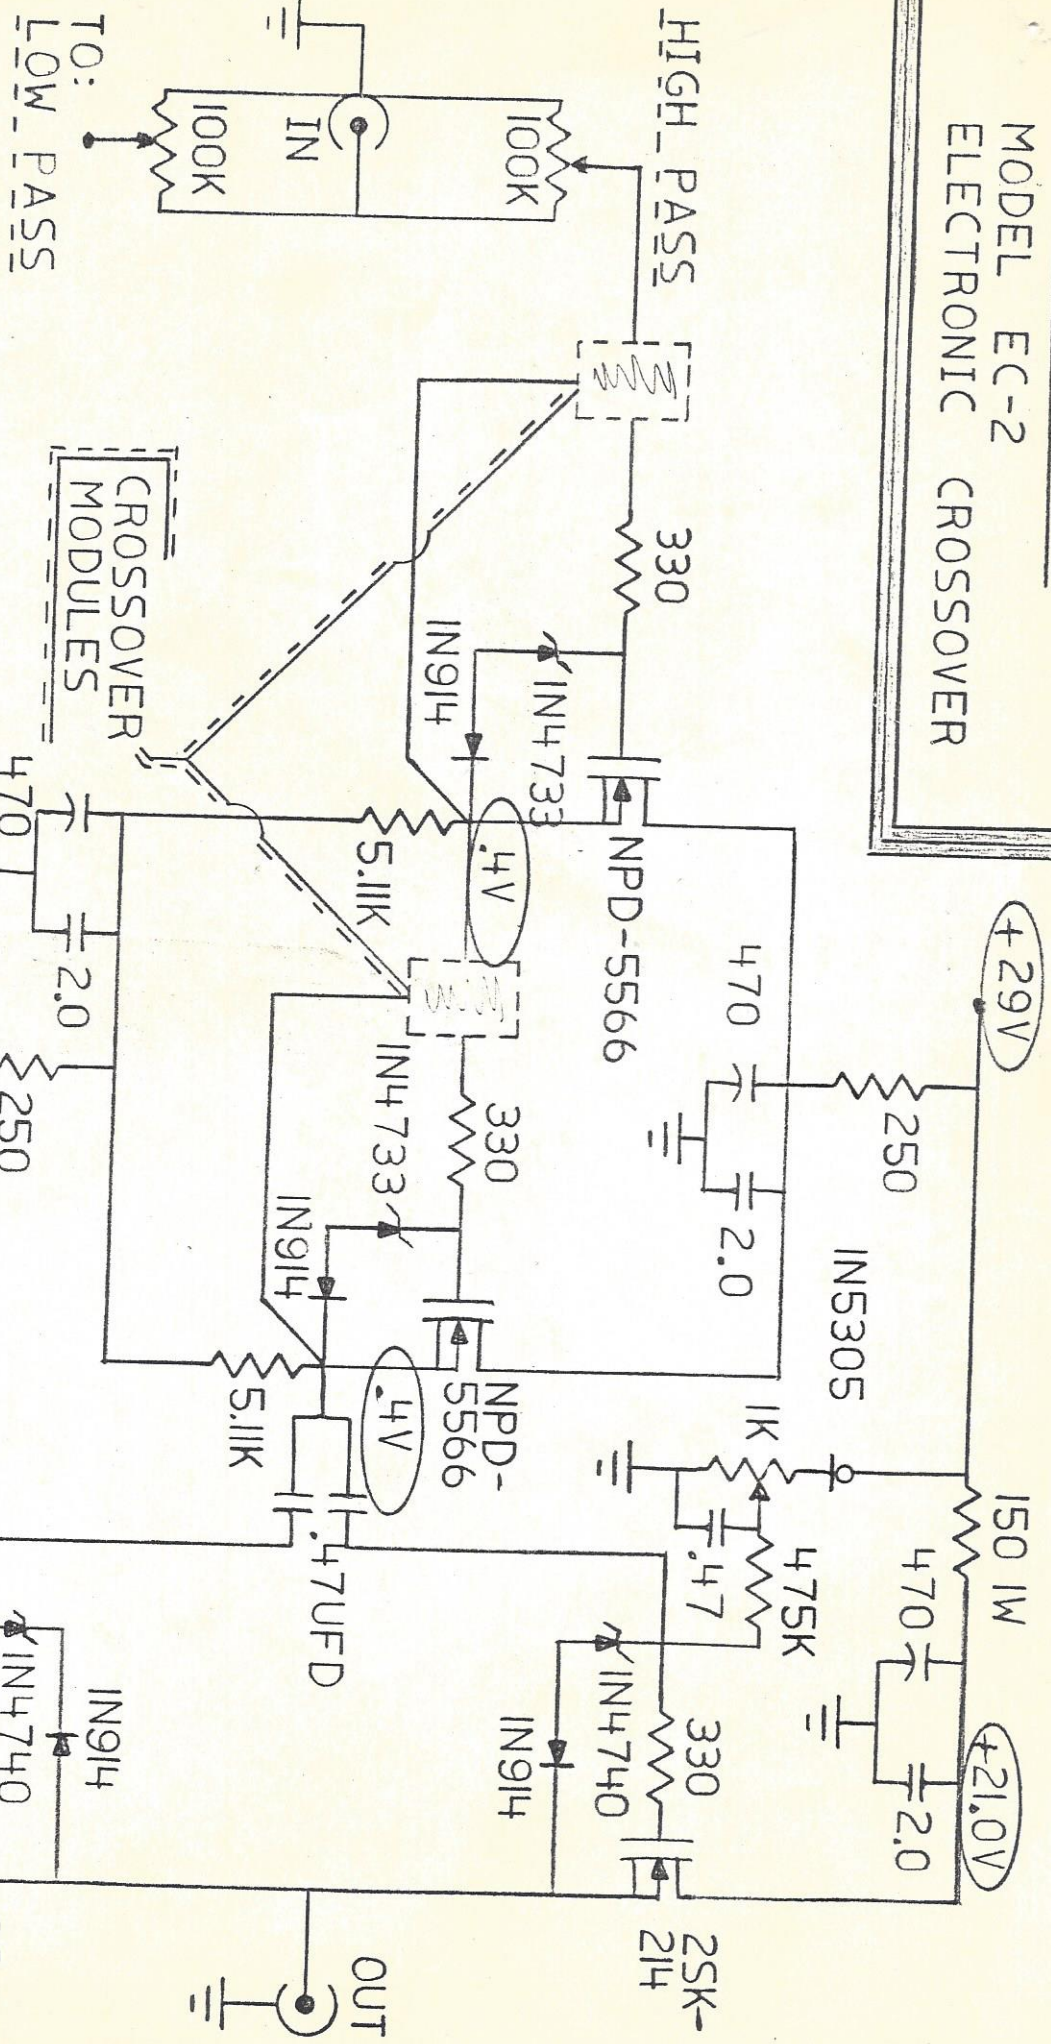 MODEL EC-2
ELECTRONIC CROSSOVER
+29V
150 1W
+21.0V
250
470
2.0
IN5305
470
2.0
1K
475K
.47
HIGH PASS
100K
IN
100K
TO:
LOW PASS
330
IN4733
IN914
NPD-5566
.4V
5.11K
330
IN4733
IN914
NPD-
5566
.4V
5.11K
.47UFD
330
IN4740
IN914
2SK-
214
OUT
CROSSOVER
MODULES
470
2.0
250
IN914
IN4740